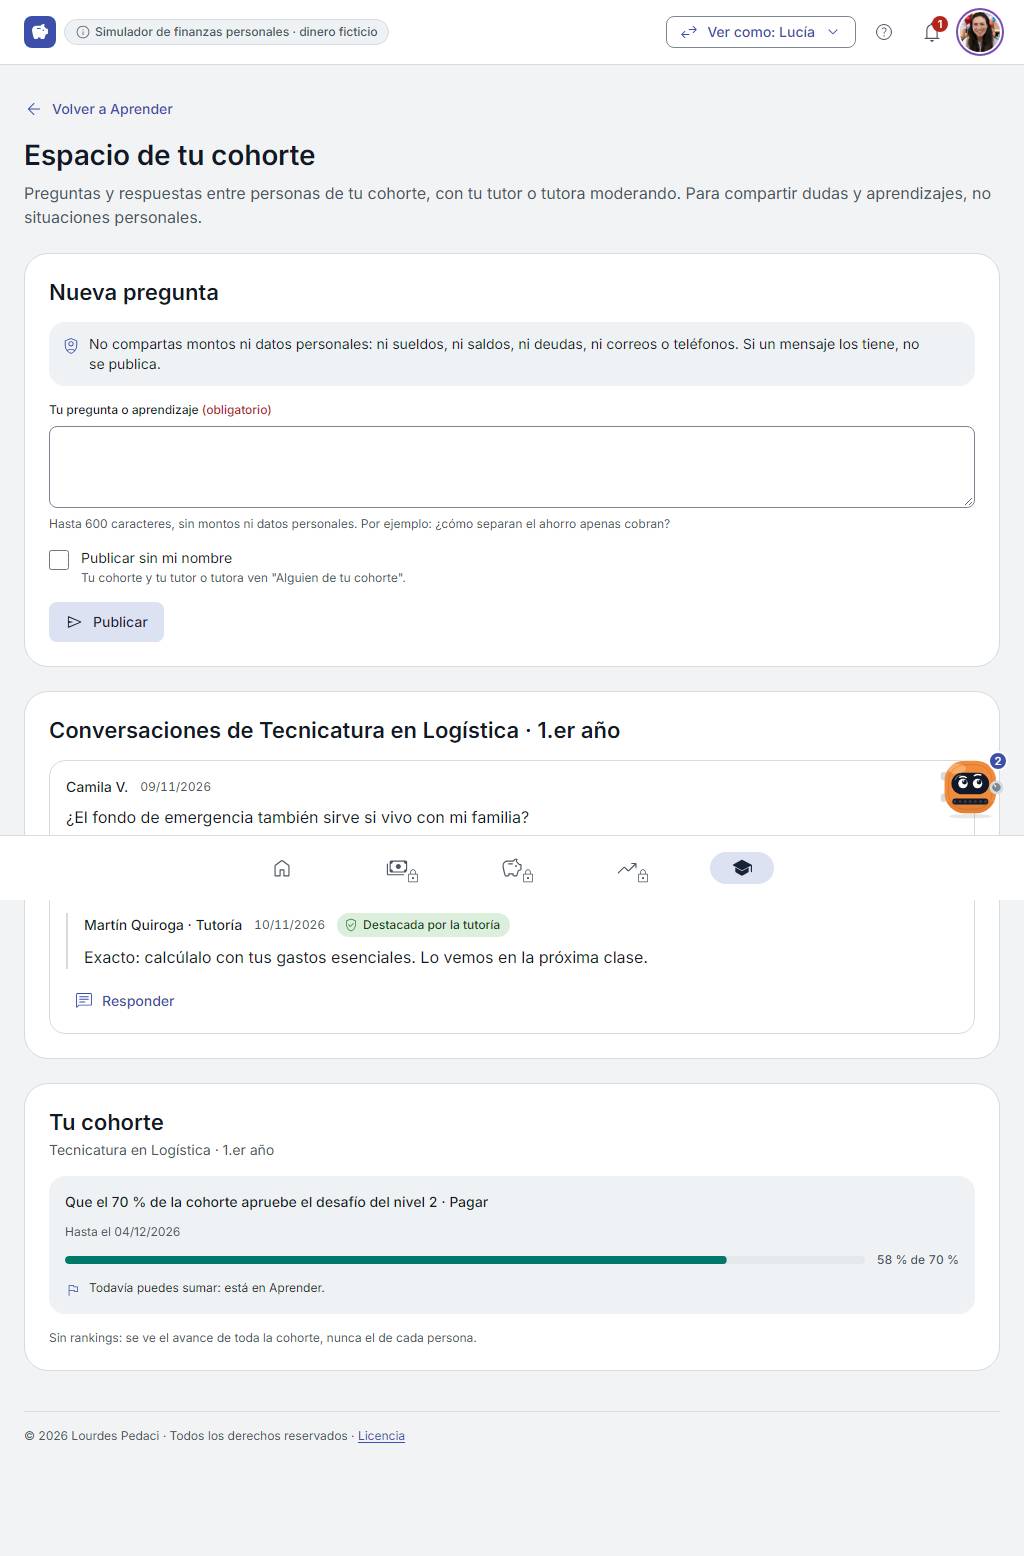 Simulador de finanzas personales · dinero ficticio
Ver como: Lucía
1
Volver a Aprender
Espacio de tu cohorte
Preguntas y respuestas entre personas de tu cohorte, con tu tutor o tutora moderando. Para compartir dudas y aprendizajes, no
situaciones personales.
Nueva pregunta
No compartas montos ni datos personales: ni sueldos, ni saldos, ni deudas, ni correos o teléfonos. Si un mensaje los tiene, no
se publica.
Tu pregunta o aprendizaje (obligatorio)
Hasta 600 caracteres, sin montos ni datos personales. Por ejemplo: ¿cómo separan el ahorro apenas cobran?
Publicar sin mi nombre
Tu cohorte y tu tutor o tutora ven "Alguien de tu cohorte".
Publicar
Conversaciones de Tecnicatura en Logística · 1.er año
2
Camila V. 09/11/2026
¿El fondo de emergencia también sirve si vivo con mi familia?
Martín Quiroga · Tutoría 10/11/2026 Destacada por la tutoría
Exacto: calcúlalo con tus gastos esenciales. Lo vemos en la próxima clase.
Responder
Tu cohorte
Tecnicatura en Logística · 1.er año
Que el 70 % de la cohorte apruebe el desafío del nivel 2 · Pagar
Hasta el 04/12/2026
58 % de 70 %
Todavía puedes sumar: está en Aprender.
Sin rankings: se ve el avance de toda la cohorte, nunca el de cada persona.
© 2026 Lourdes Pedaci · Todos los derechos reservados · Licencia